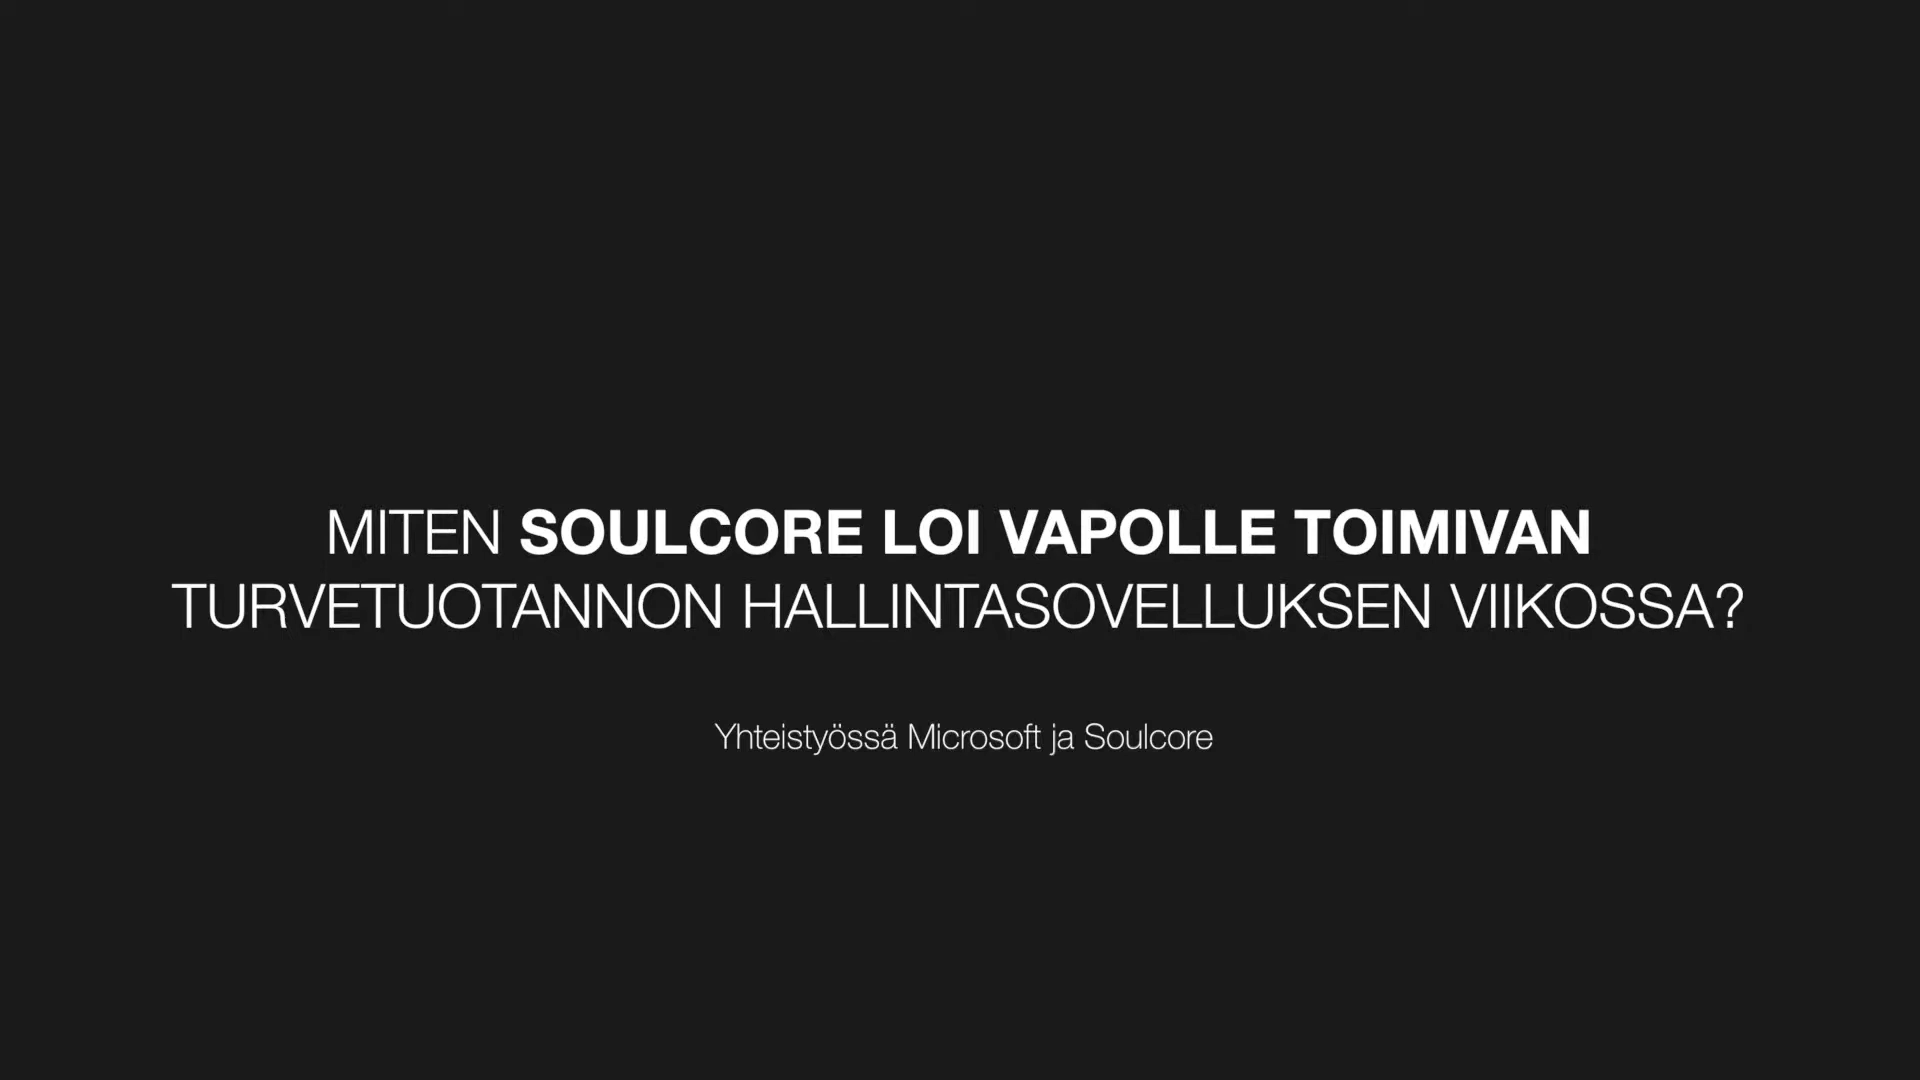 MITEN SOULCORE LOI VAPOLLE TOIMIVAN
TURVETUOTANNON HALLINTASOVELLUKSEN VIIKOSSA?
Yhteistyössä Microsoft ja Soulcore